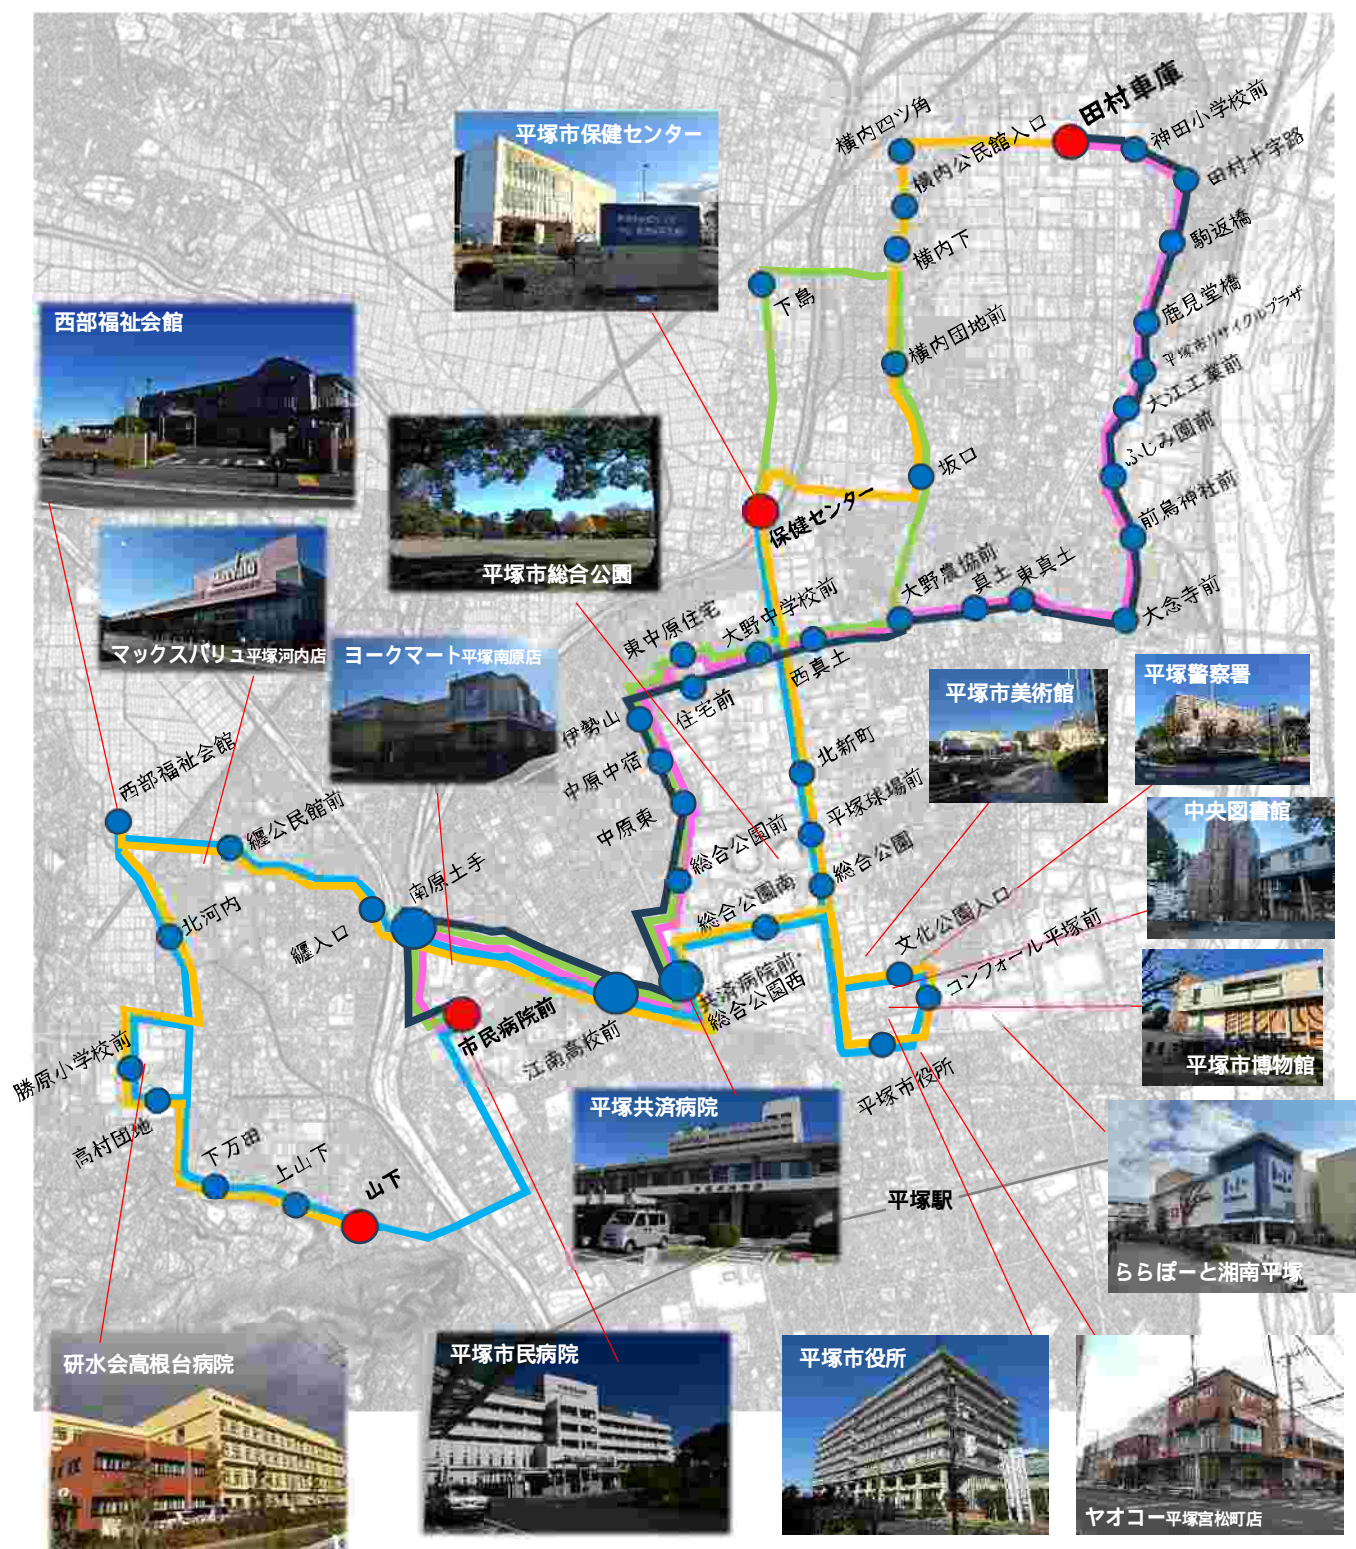 田村車庫
神田小学校前
横内四ツ角
横内公民館入口
平塚市保健センター
田村十字路
駒返橋
横内下
下島
鹿見堂橋
平塚市リサイクルプラザ
西部福祉会館
横内団地前
大江工業前
ふじみ園前
坂口
保健センター
前鳥神社前
平塚市総合公園
大野農協前
真土
東真土
大念寺前
東中原住宅
大野中学校前
マックスバリュ平塚河内店
ヨークマート平塚南原店
西真土
平塚市美術館
平塚警察署
伊勢山
住宅前
北新町
西部福祉会館
中原中宿
平塚球場前
中央図書館
纒公民館前
中原東
総合公園前
総合公園
南原土手
総合公園南
北河内
纒入口
文化公園入口
コンフォール平塚前
共済病院前・
総合公園西
市民病院前
江南高校前
平塚市博物館
勝原小学校前
平塚市役所
平塚共済病院
高村団地
下万田
上山下
山下
平塚駅
ららぽーと湘南平塚
研水会高根台病院
平塚市民病院
平塚市役所
ヤオコー平塚宮松町店